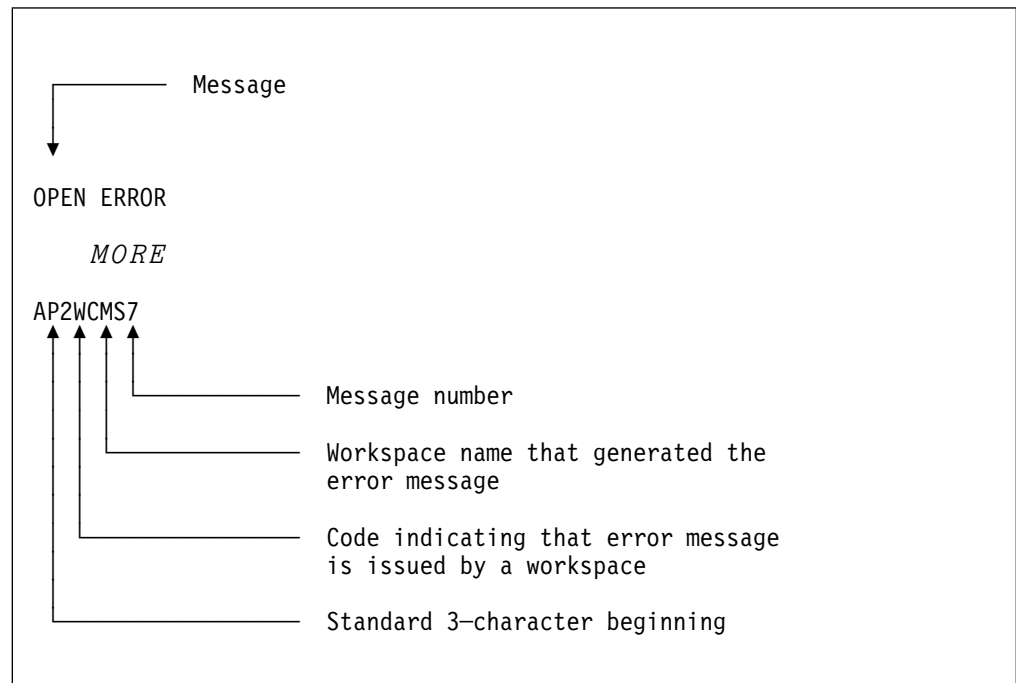 Message
OPEN ERROR
MORE
AP2WCMS7
Message number
Workspace name that generated the
error message
Code indicating that error message
is issued by a workspace
Standard 3—character beginning